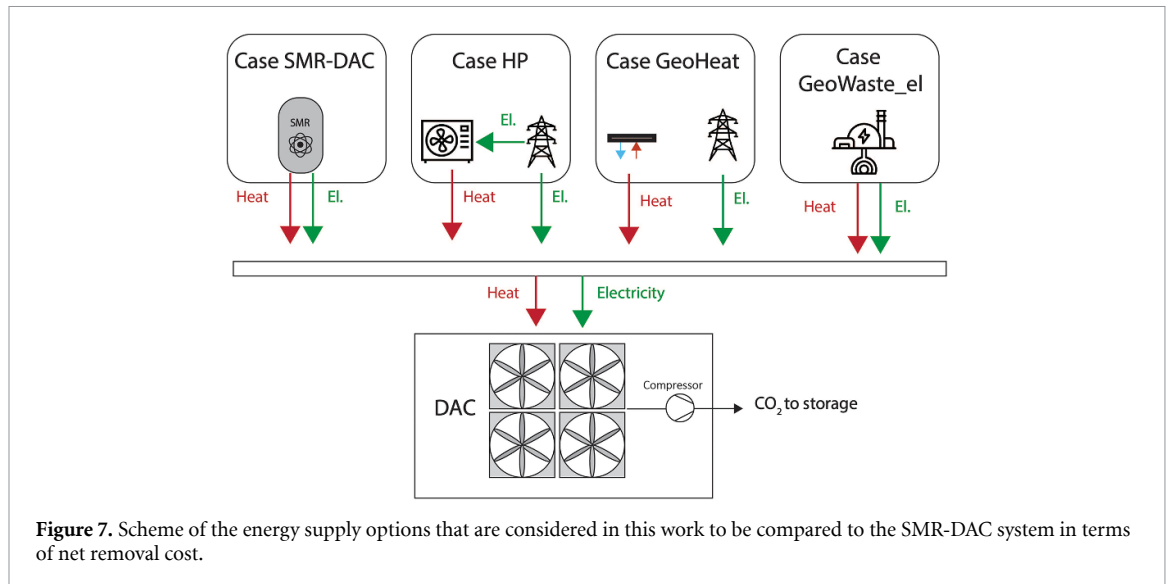 Case SMR-DAC
Case HP
Case GeoHeat
Case
GeoWaste_el
SMR
El.
Heat
El.
Heat
El.
Heat
El.
Heat
El.
Heat
Electricity
DAC
Compressor
CO2 to storage
Figure 7. Scheme of the energy supply options that are considered in this work to be compared to the SMR-DAC system in terms
of net removal cost.